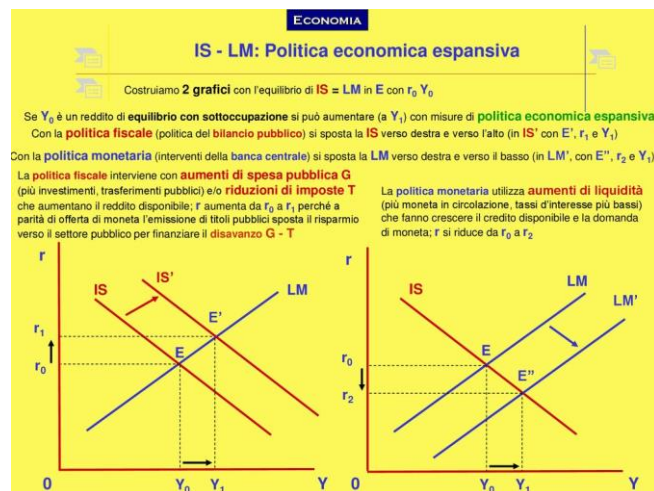 ECONOMIA
IS - LM: Politica economica espansiva
Costruiamo 2 grafici con l'equilibrio di IS = LM in E con r0 Y0
Se Y0 è un reddito di equilibrio con sottoccupazione si può aumentare (a Y1) con misure di politica economica espansiva
Con la politica fiscale (politica del bilancio pubblico) si sposta la IS verso destra e verso l'alto (in IS' con E', r1 e Y1)
Con la politica monetaria (interventi della banca centrale) si sposta la LM verso destra e verso il basso (in LM', con E", r2 e Y1)
La politica fiscale interviene con aumenti di spesa pubblica G
(più investimenti, trasferimenti pubblici) e/o riduzioni di imposte T
che aumentano il reddito disponibile; r aumenta da r0 a r1 perché a
parità di offerta di moneta l'emissione di titoli pubblici sposta il risparmio
verso il settore pubblico per finanziare il disavanzo G - T
La politica monetaria utilizza aumenti di liquidità
(più moneta in circolazione, tassi d'interesse più bassi)
che fanno crescere il credito disponibile e la domanda
di moneta; r si riduce da r0 a r2
r
IS
IS'
LM
E'
r1
E
r0
0
Y0
Y1
Y
r
IS
LM
LM'
r0
E
E"
r2
0
Y0
Y1
Y